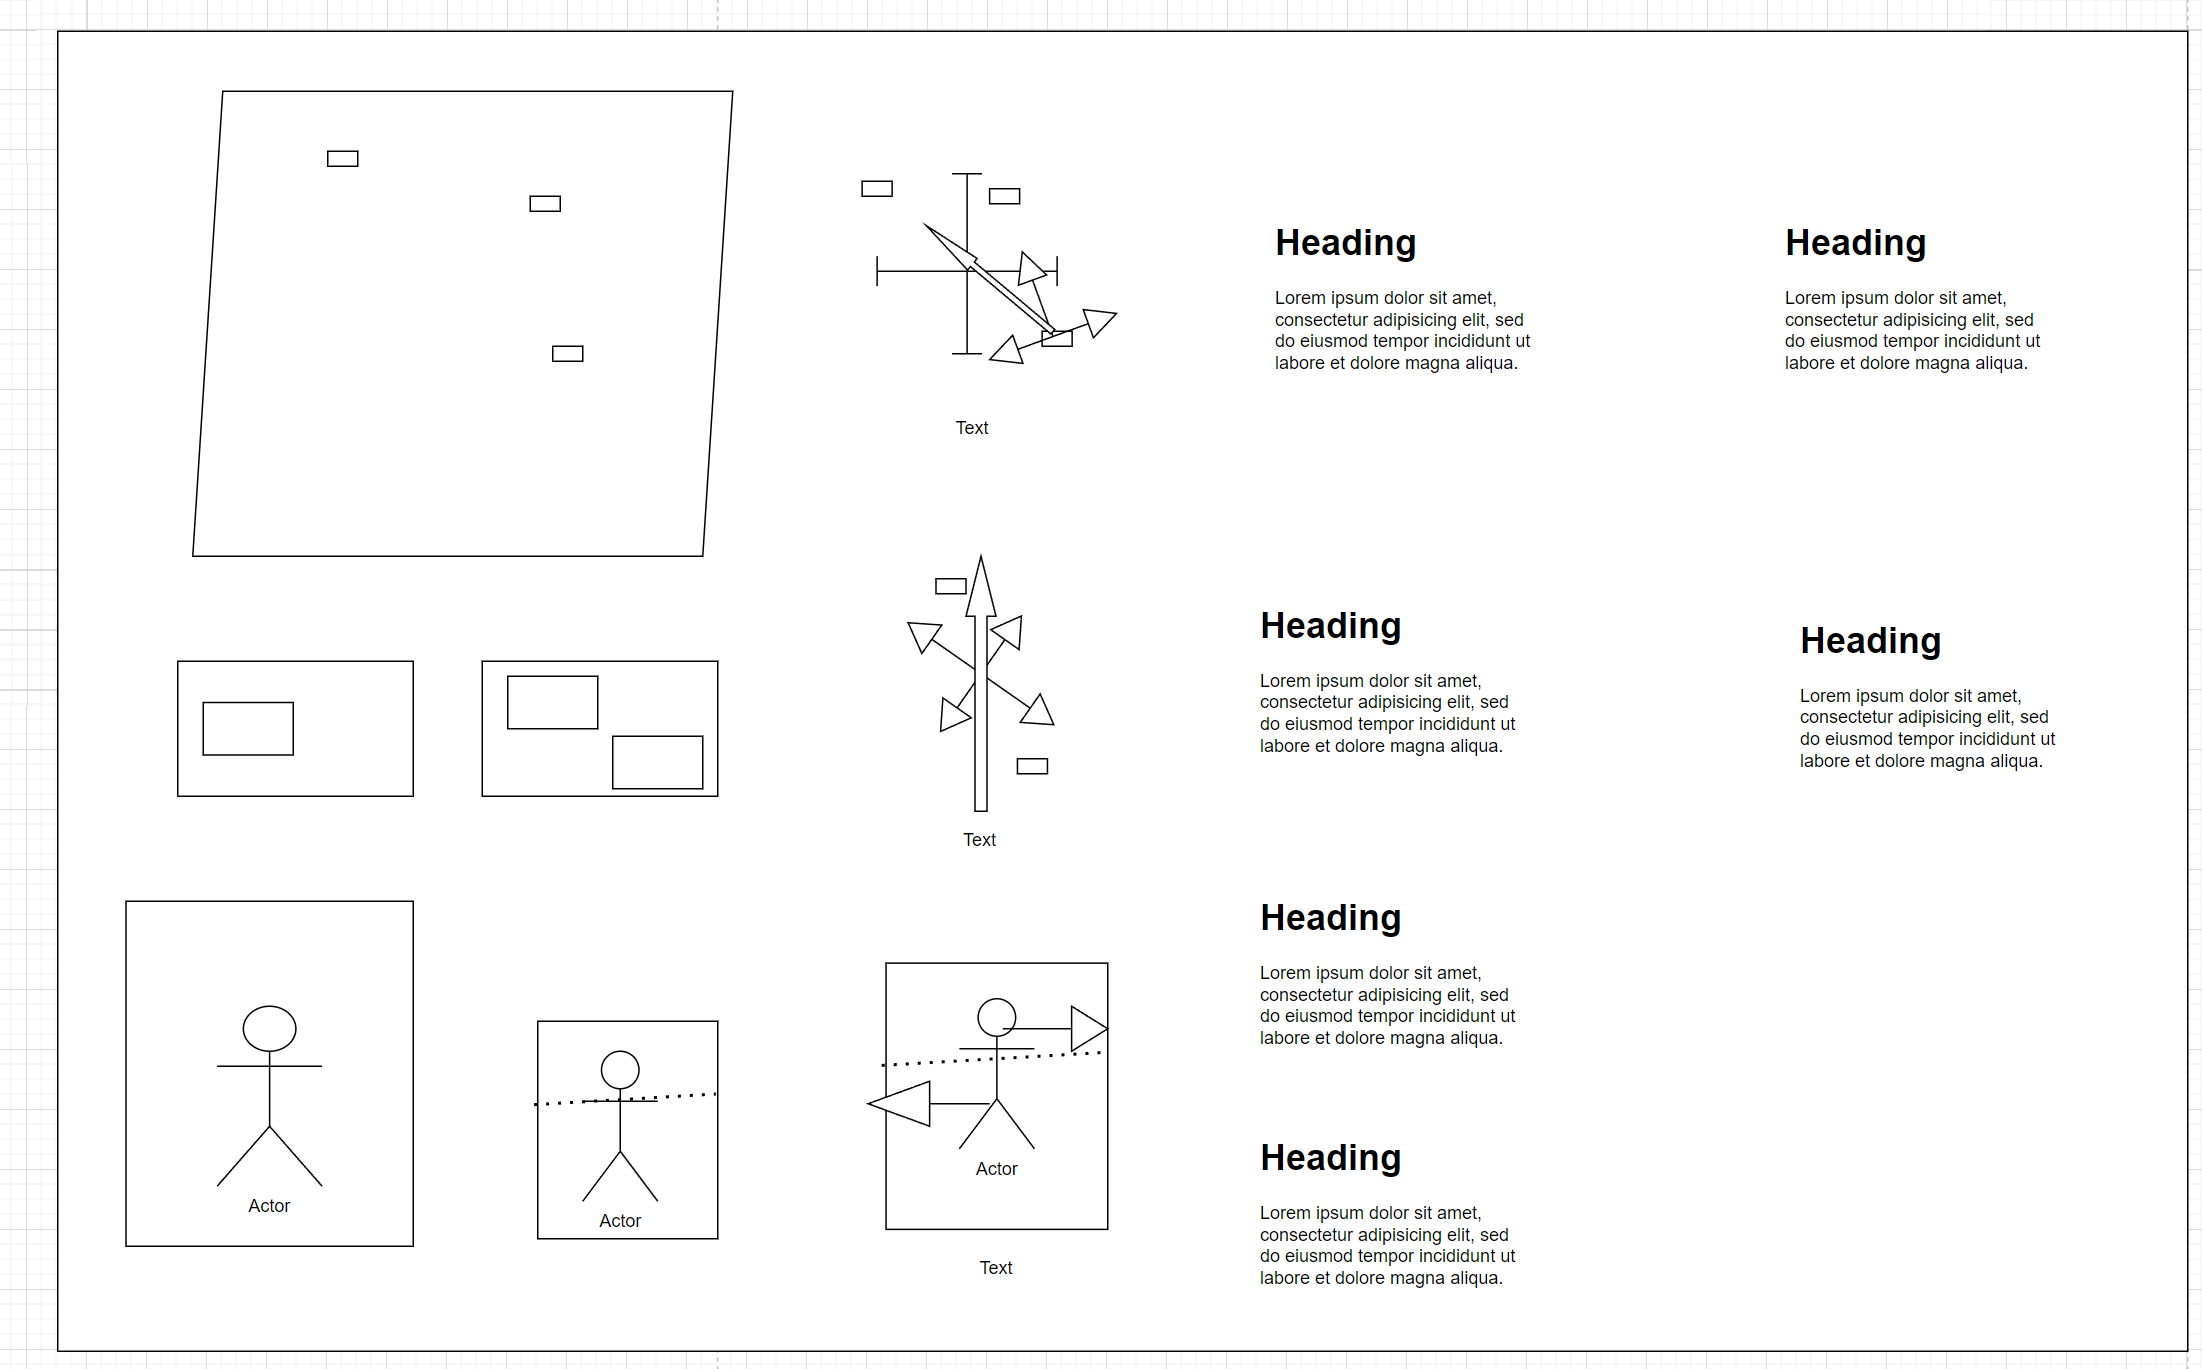 Heading
Lorem ipsum dolor sit amet,
consectetur adipisicing elit, sed
do eiusmod tempor incididunt ut
labore et dolore magna aliqua.
Heading
Lorem ipsum dolor sit amet,
consectetur adipisicing elit, sed
do eiusmod tempor incididunt ut
labore et dolore magna aliqua.
Text
Heading
Lorem ipsum dolor sit amet,
consectetur adipisicing elit, sed
do eiusmod tempor incididunt ut
labore et dolore magna aliqua.
Heading
Lorem ipsum dolor sit amet,
consectetur adipisicing elit, sed
do eiusmod tempor incididunt ut
labore et dolore magna aliqua.
Text
Heading
Lorem ipsum dolor sit amet,
consectetur adipisicing elit, sed
do eiusmod tempor incididunt ut
labore et dolore magna aliqua.
Actor
Actor
Actor
Text
Heading
Lorem ipsum dolor sit amet,
consectetur adipisicing elit, sed
do eiusmod tempor incididunt ut
labore et dolore magna aliqua.